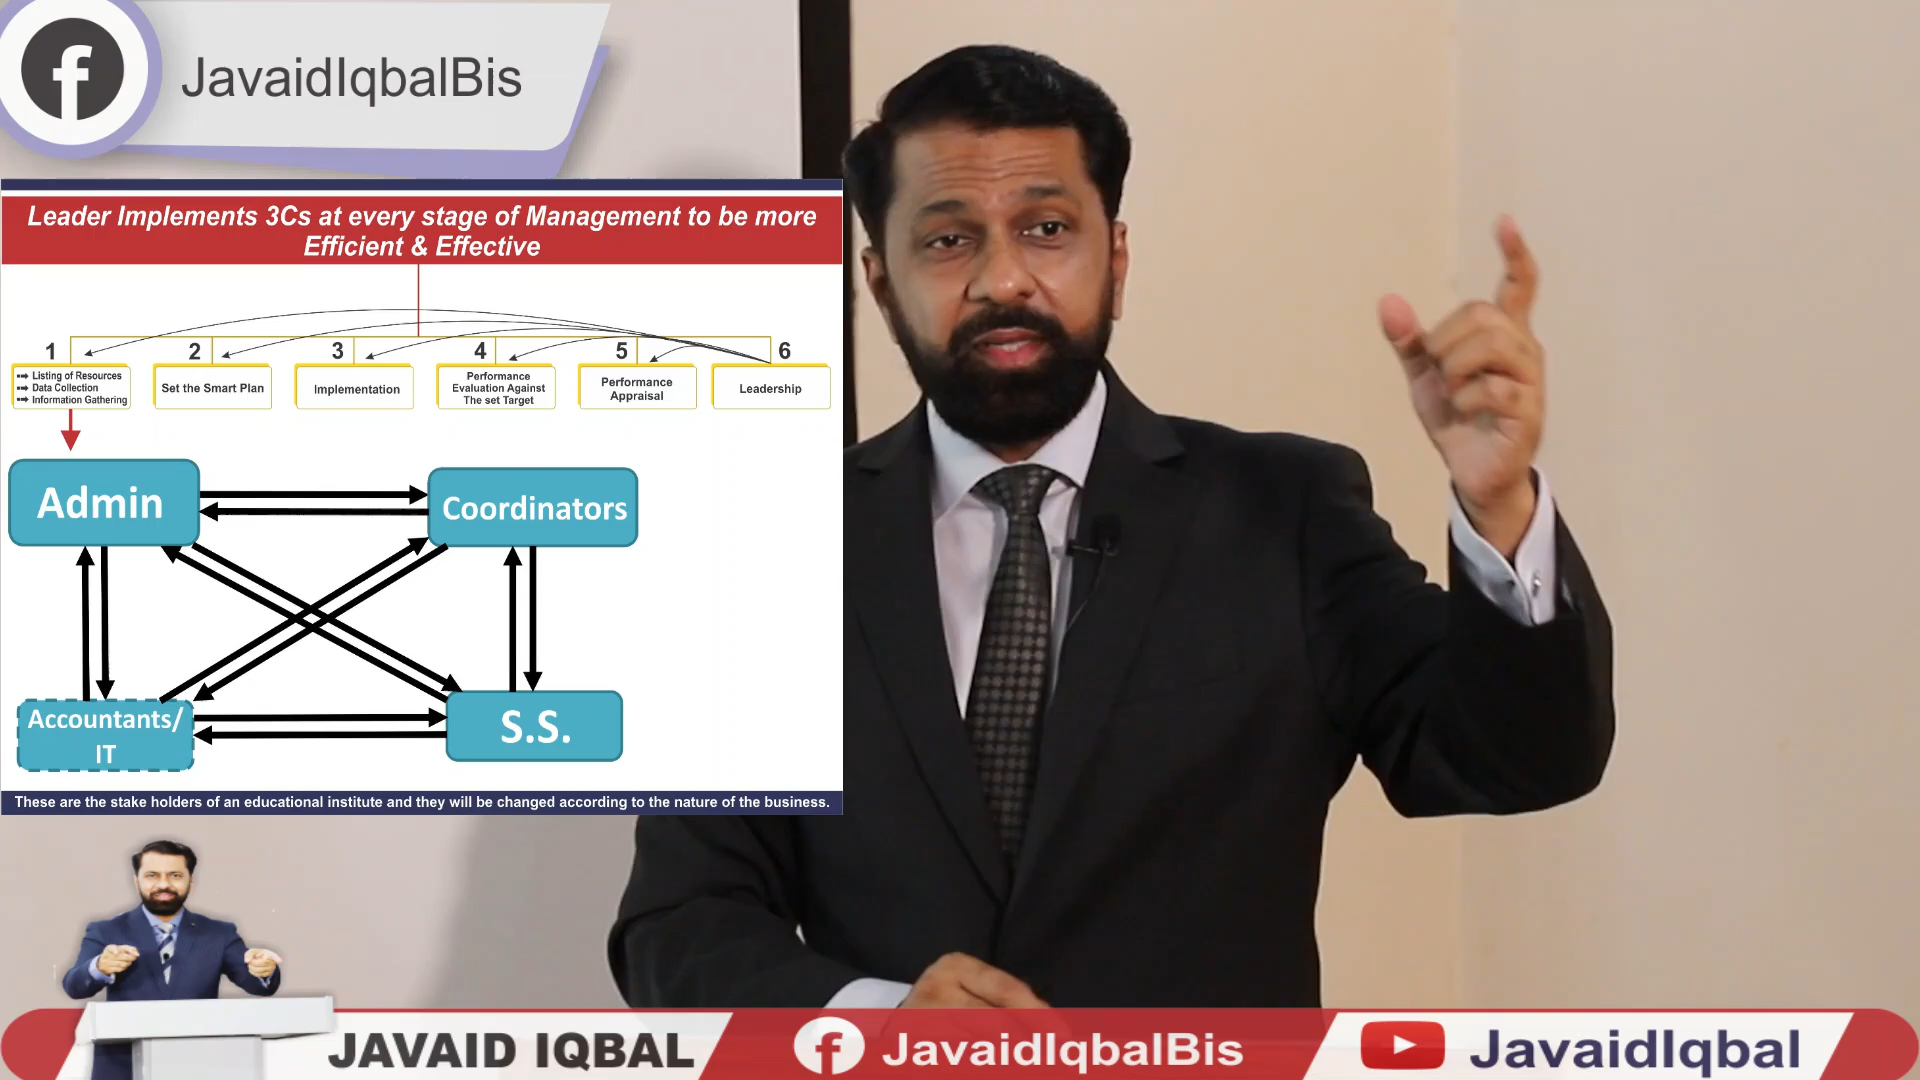 JavaidIqbalBis
Leader Implements 3Cs at every stage of Management to be more
Efficient & Effective
1
2
3
4
5
6
Listing of Resources
Data Collection
Information Gathering
Set the Smart Plan
Implementation
Performance
Evaluation Against
The set Target
Performance
Appraisal
Leadership
Admin
Coordinators
Accountants/
IT
S.S.
These are the stake holders of an educational institute and they will be changed according to the nature of the business.
JAVAID IQBAL
JavaidIqbalBis
JavaidIqbal